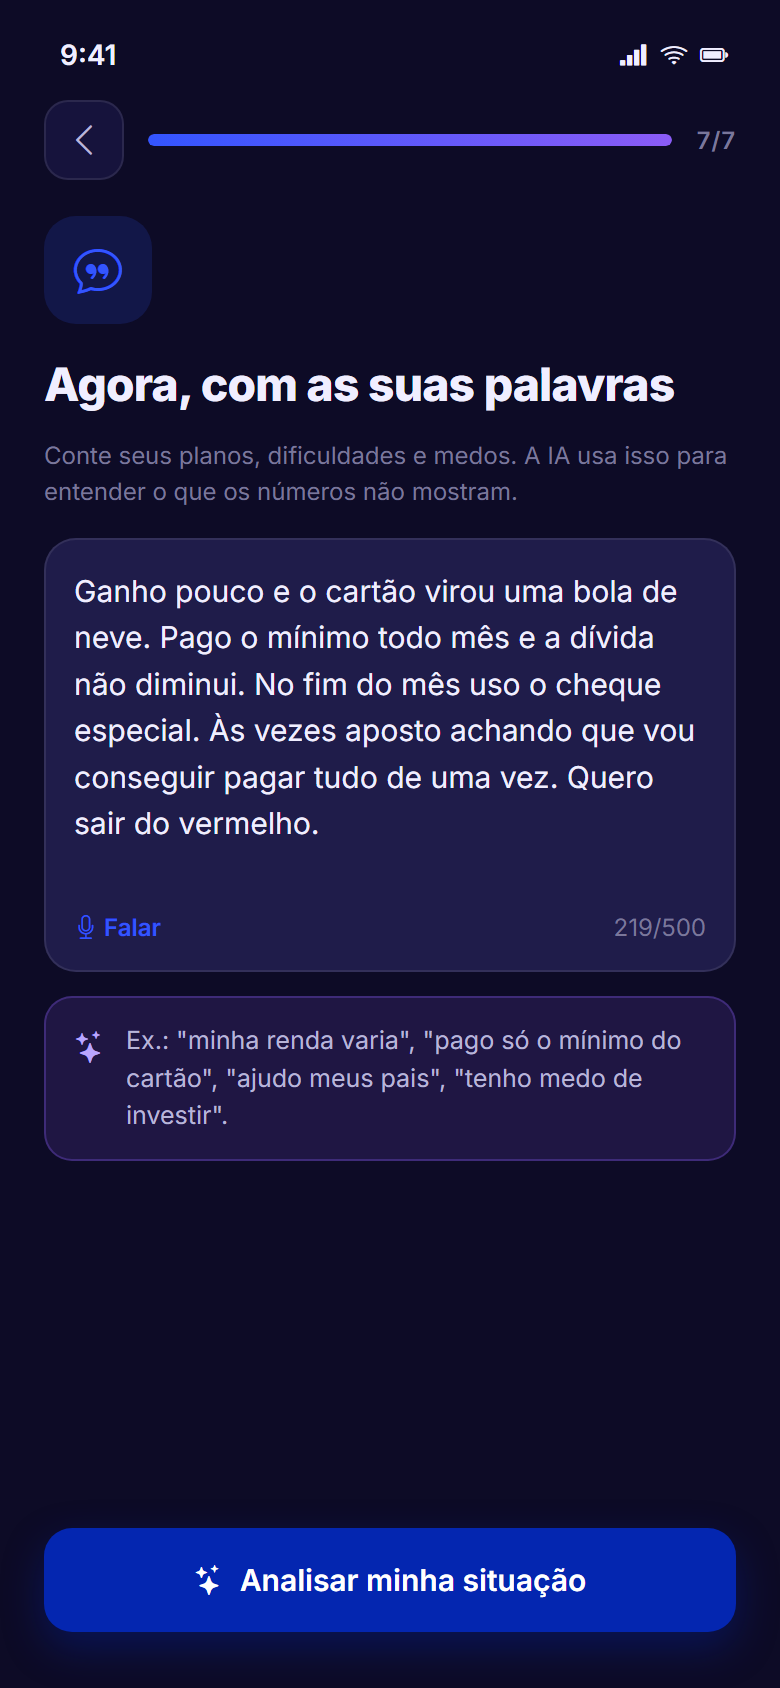 9:41
7/7
Agora, com as suas palavras
Conte seus planos, dificuldades e medos. A IA usa isso para
entender o que os números não mostram.
Ganho pouco e o cartão virou uma bola de
neve. Pago o mínimo todo mês e a dívida
não diminui. No fim do mês uso o cheque
especial. Às vezes aposto achando que vou
conseguir pagar tudo de uma vez. Quero
sair do vermelho.
Falar
219/500
Ex.: "minha renda varia", "pago só o mínimo do
cartão", "ajudo meus pais", "tenho medo de
investir".
Analisar minha situação